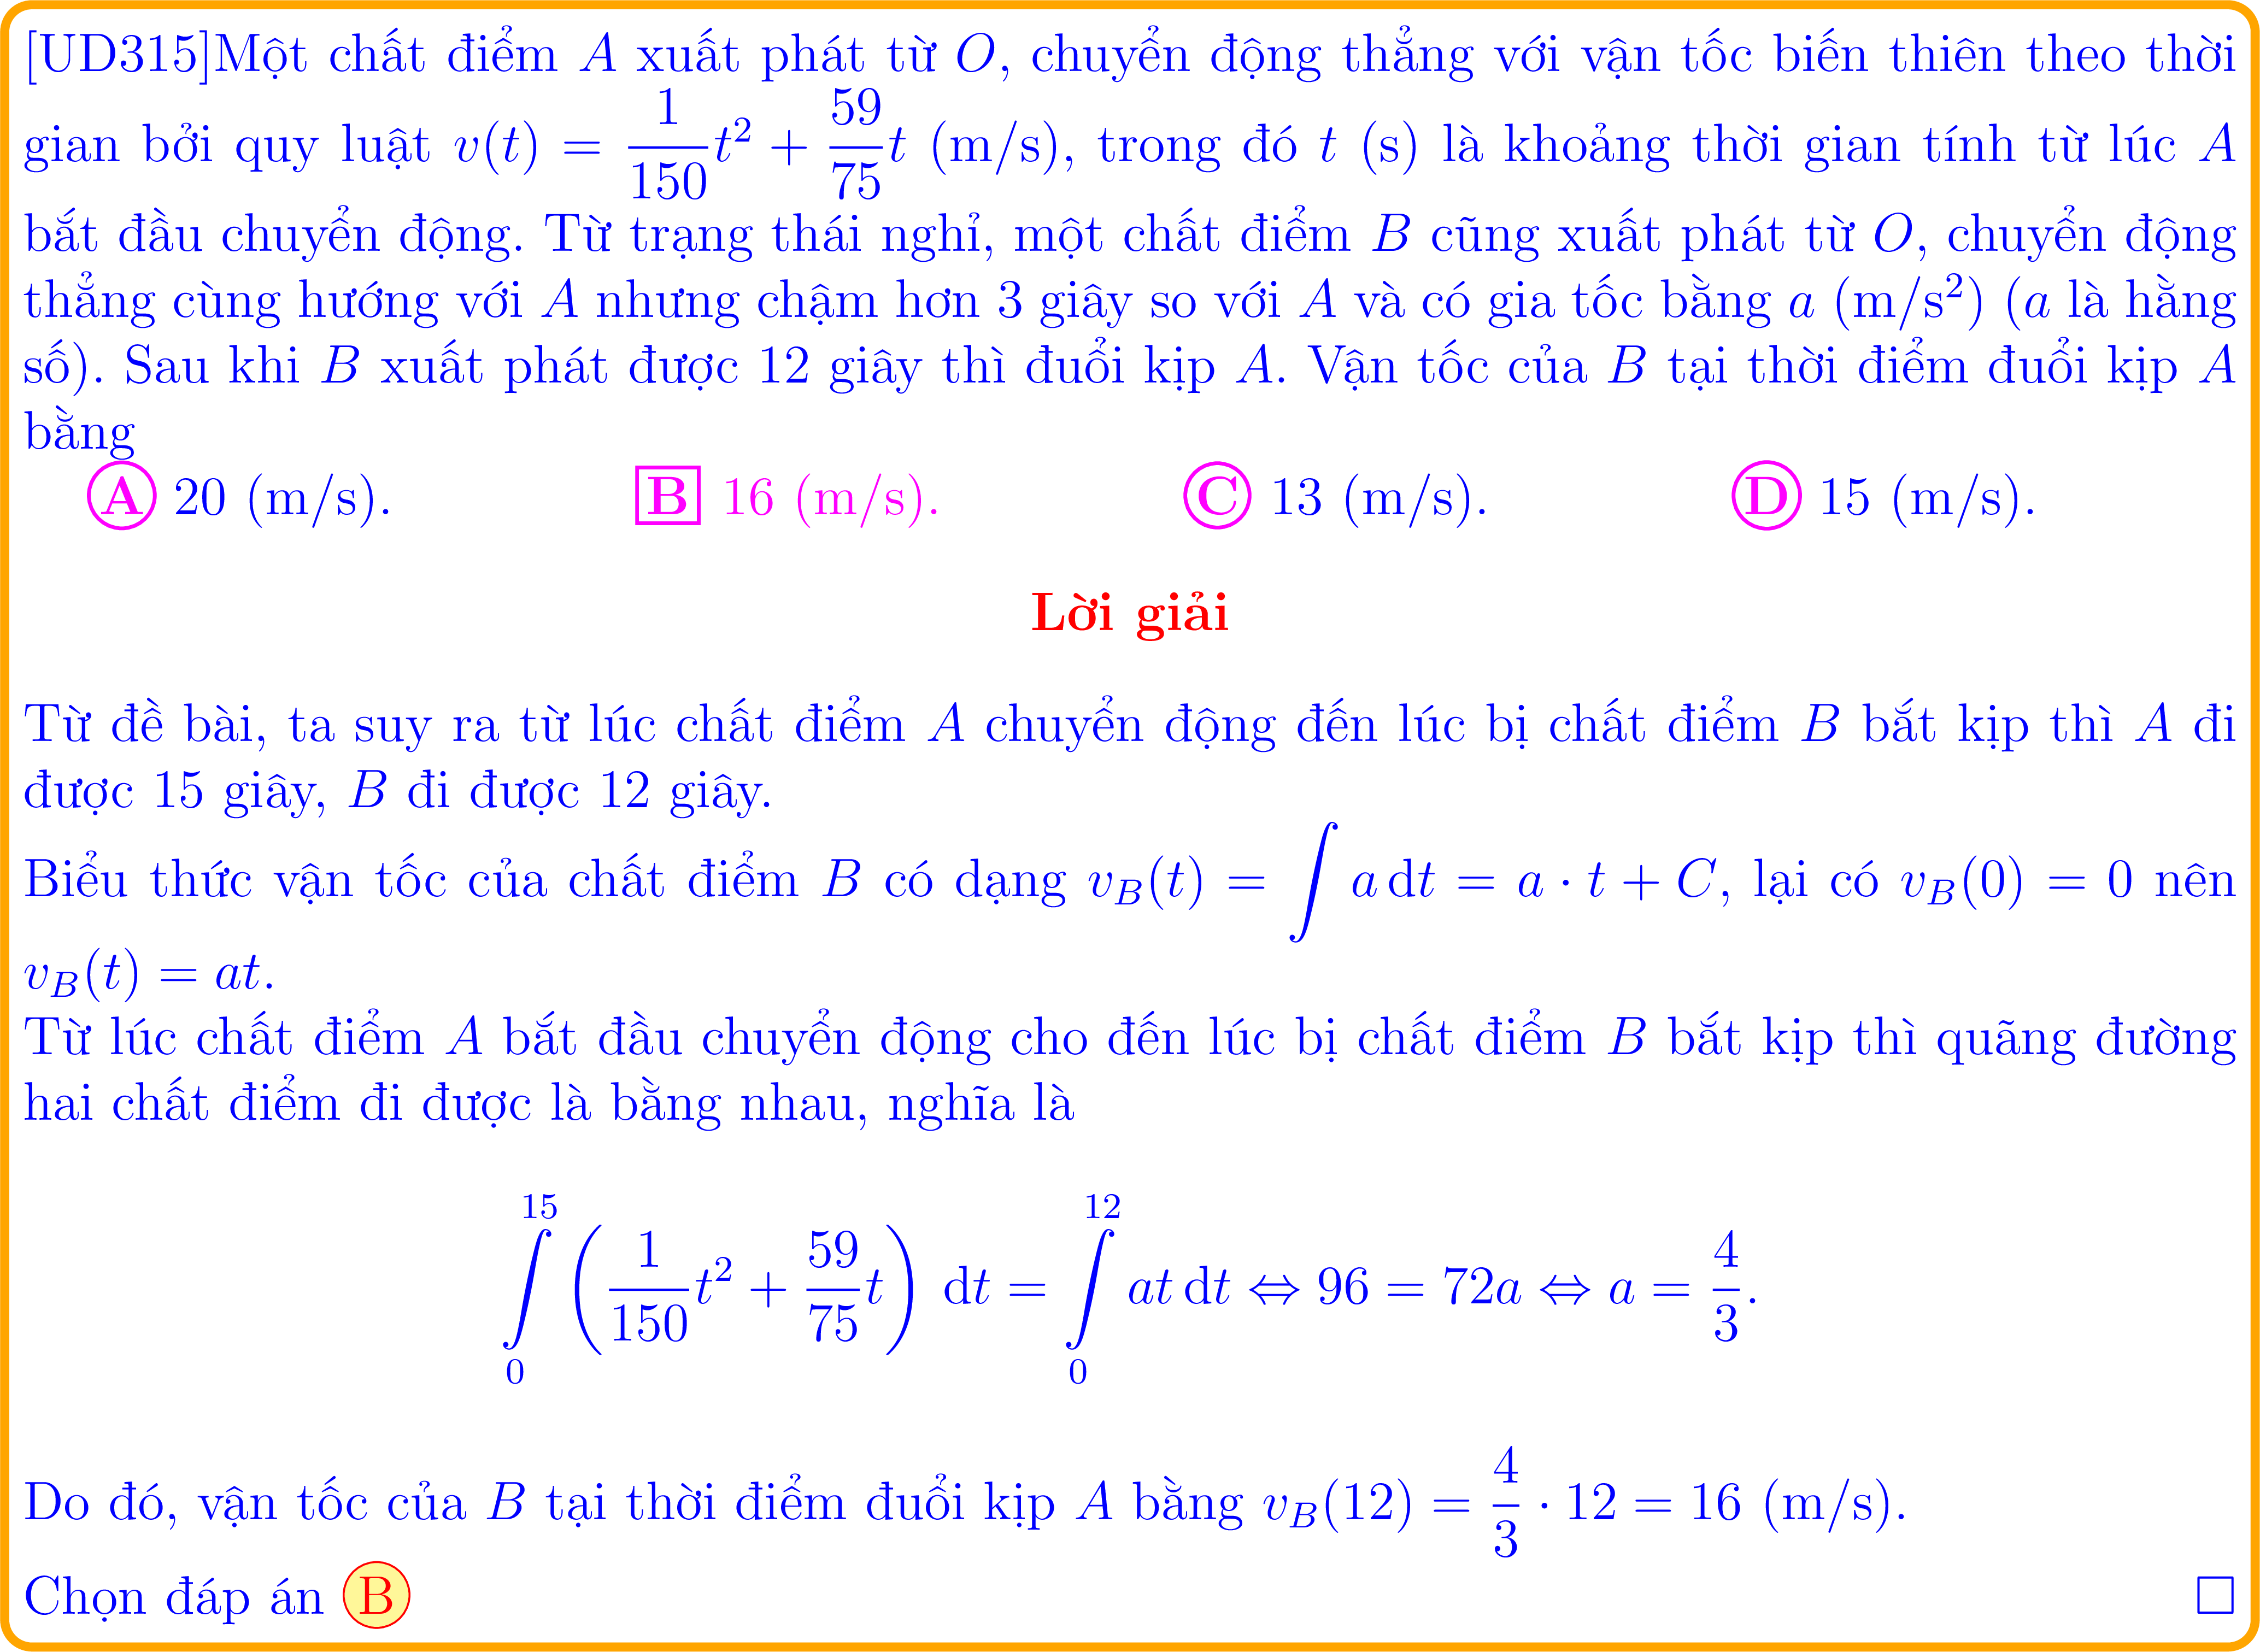 [UD315]Một chất điểm A xuất phát từ O, chuyển động thẳng với vận tốc biến thiên theo thời
gian bởi quy luật v(t) = \frac{1}{150}t^2 + \frac{59}{75}t (m/s), trong đó t (s) là khoảng thời gian tính từ lúc A
bắt đầu chuyển động. Từ trạng thái nghỉ, một chất điểm B cũng xuất phát từ O, chuyển động
thẳng cùng hướng với A nhưng chậm hơn 3 giây so với A và có gia tốc bằng a (m/s^2) (a là hằng
số). Sau khi B xuất phát được 12 giây thì đuổi kịp A. Vận tốc của B tại thời điểm đuổi kịp A
bằng
A 20 (m/s). B 16 (m/s). C 13 (m/s). D 15 (m/s).
Lời giải
Từ đề bài, ta suy ra từ lúc chất điểm A chuyển động đến lúc bị chất điểm B bắt kịp thì A đi
được 15 giây, B đi được 12 giây.
Biểu thức vận tốc của chất điểm B có dạng v_B(t) = \int a dt = a · t + C, lại có v_B(0) = 0 nên
v_B(t) = at.
Từ lúc chất điểm A bắt đầu chuyển động cho đến lúc bị chất điểm B bắt kịp thì quãng đường
hai chất điểm đi được là bằng nhau, nghĩa là
\int_0^{15} (\frac{1}{150}t^2 + \frac{59}{75}t) dt = \int_0^{12} at dt ⇔ 96 = 72a ⇔ a = \frac{4}{3}.
Do đó, vận tốc của B tại thời điểm đuổi kịp A bằng v_B(12) = \frac{4}{3} · 12 = 16 (m/s).
Chọn đáp án B □